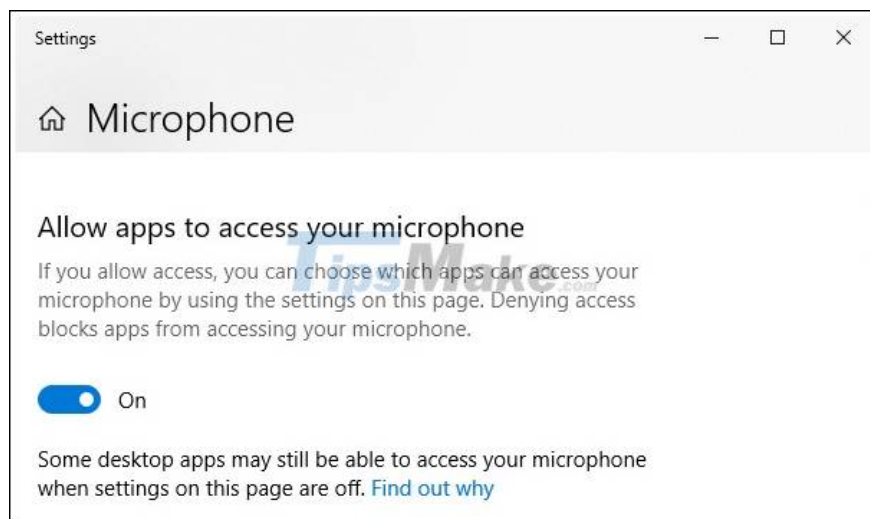 Settings
Microphone
Allow apps to access your microphone
TipsMake.com
If you allow access, you can choose which apps can access your
microphone by using the settings on this page. Denying access
blocks apps from accessing your microphone.
On
Some desktop apps may still be able to access your microphone
when settings on this page are off. Find out why